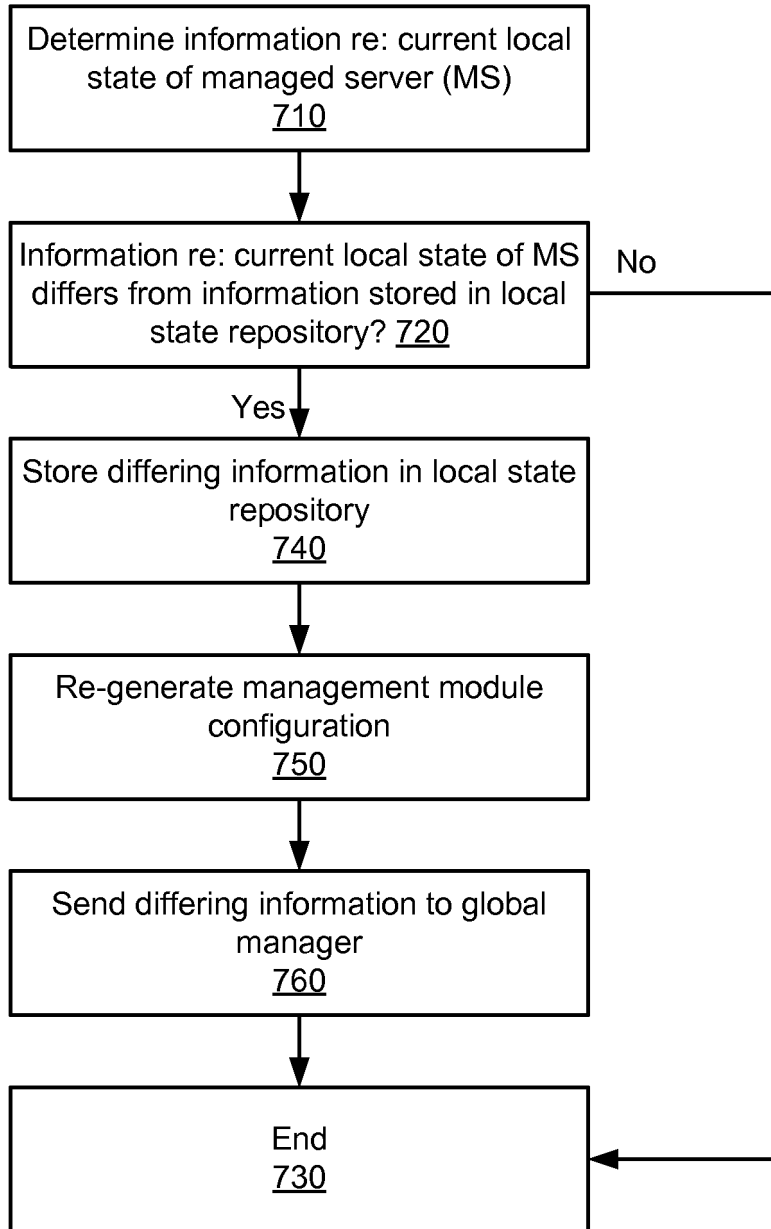 Determine information re: current local
state of managed server (MS)
710
Information re: current local state of MS
differs from information stored in local
state repository? 720
No
Yes
Store differing information in local state
repository
740
Re-generate management module
configuration
750
Send differing information to global
manager
760
End
730